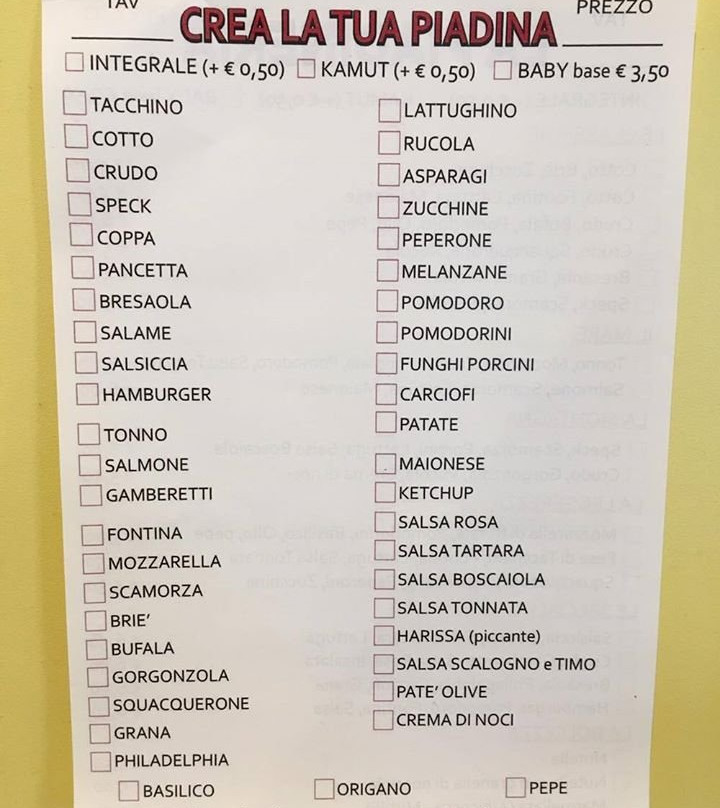 TAV
PREZZO
CREA LA TUA PIADINA
INTEGRALE (+ € 0,50) KAMUT (+ € 0,50) BABY base € 3,50
TACCHINO
COTTO
CRUDO
SPECK
COPPA
PANCETTA
BRESAOLA
SALAME
SALSICCIA
HAMBURGER
TONNO
SALMONE
GAMBERETTI
FONTINA
MOZZARELLA
SCAMORZA
BRIE'
BUFALA
GORGONZOLA
SQUACQUERONE
GRANA
PHILADELPHIA
LATTUGHINO
RUCOLA
ASPARAGI
ZUCCHINE
PEPERONE
MELANZANE
POMODORO
POMODORINI
FUNGHI PORCINI
CARCIOFI
PATATE
MAIONESE
KETCHUP
SALSA ROSA
SALSA TARTARA
SALSA BOSCAIOLA
SALSA TONNATA
HARISSA (piccante)
SALSA SCALOGNO e TIMO
PATE' OLIVE
CREMA DI NOCI
BASILICO ORIGANO PEPE